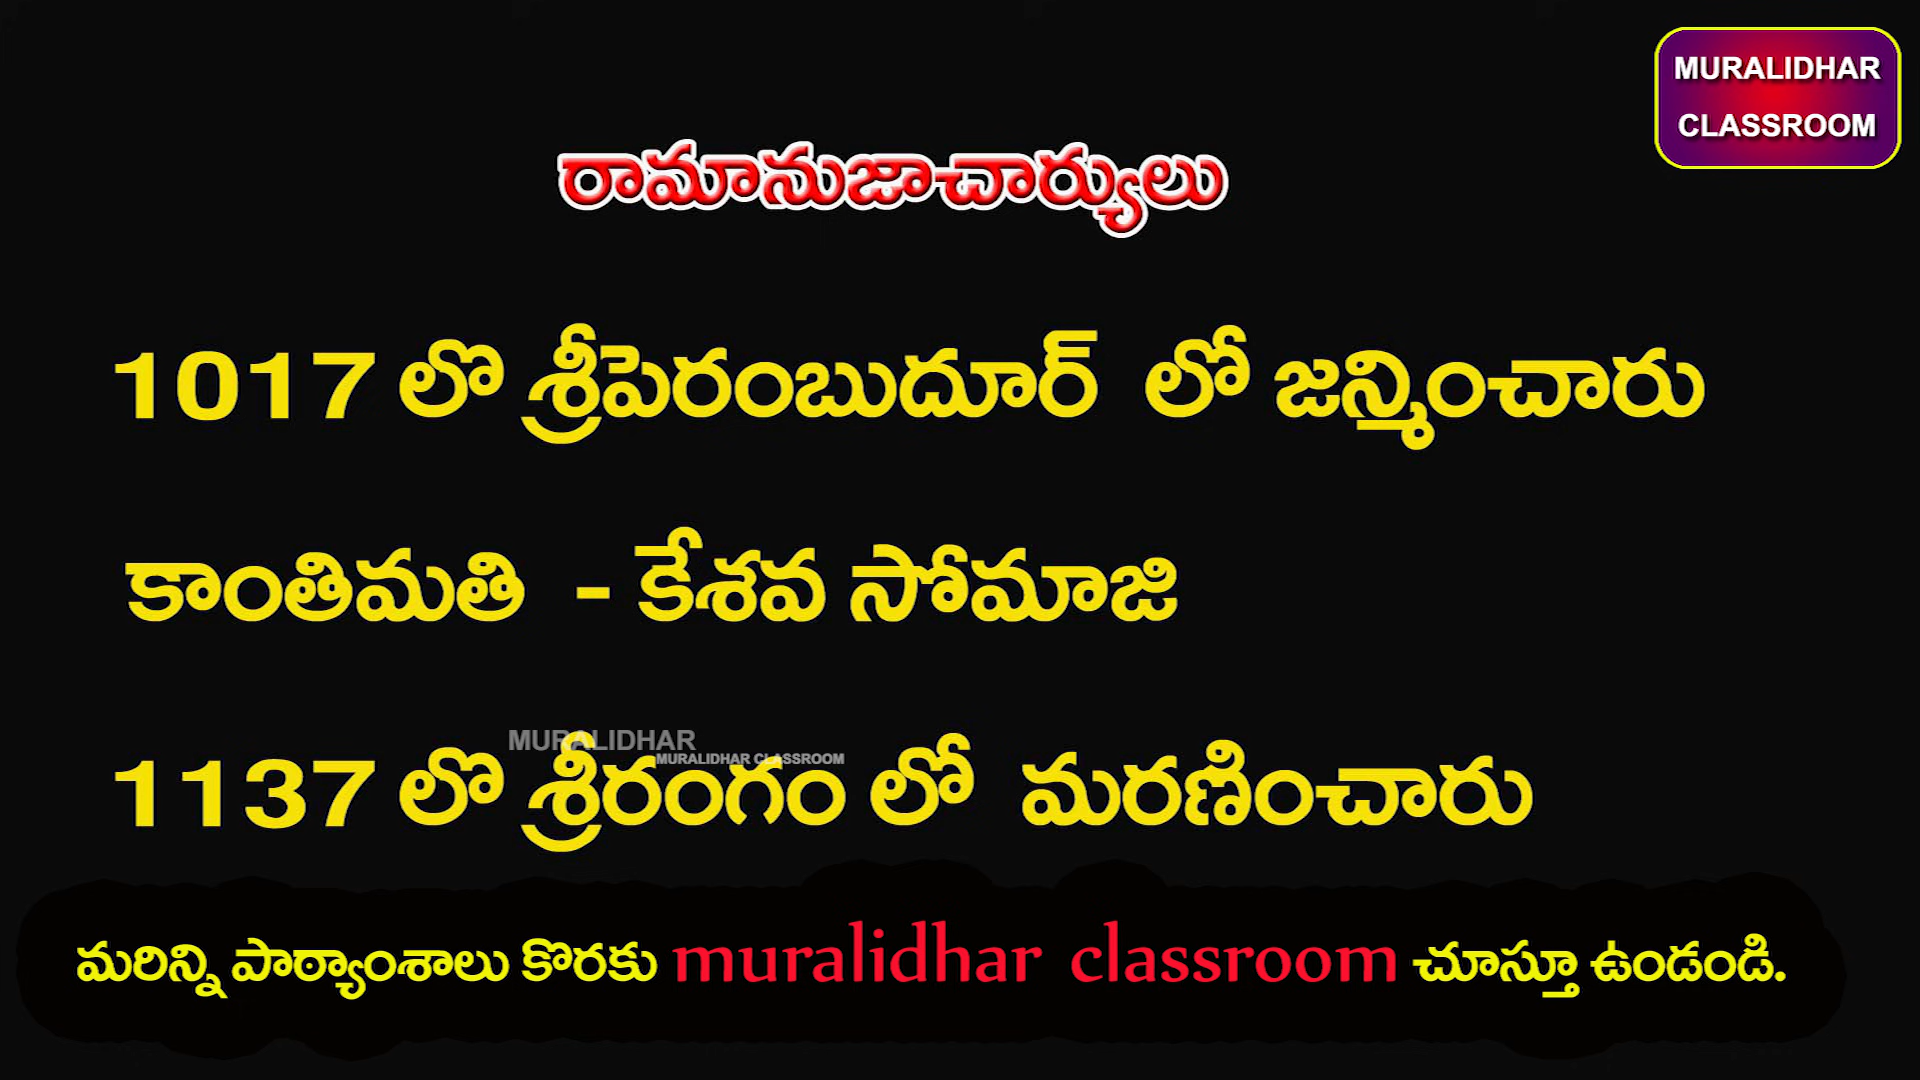 MURALIDHAR
CLASSROOM
రామానుజాచార్యులు
1017 లొ శ్రీపెరంబుదూర్ లో జన్మించారు
కాంతిమతి - కేశవ సోమాజి
MURALIDHAR
MURALIDHAR CLASSROOM
1137 లొ శ్రీరంగం లో మరణించారు
మరిన్ని పాఠ్యాంశాలు కొరకు muralidhar classroom చూస్తూ ఉండండి.